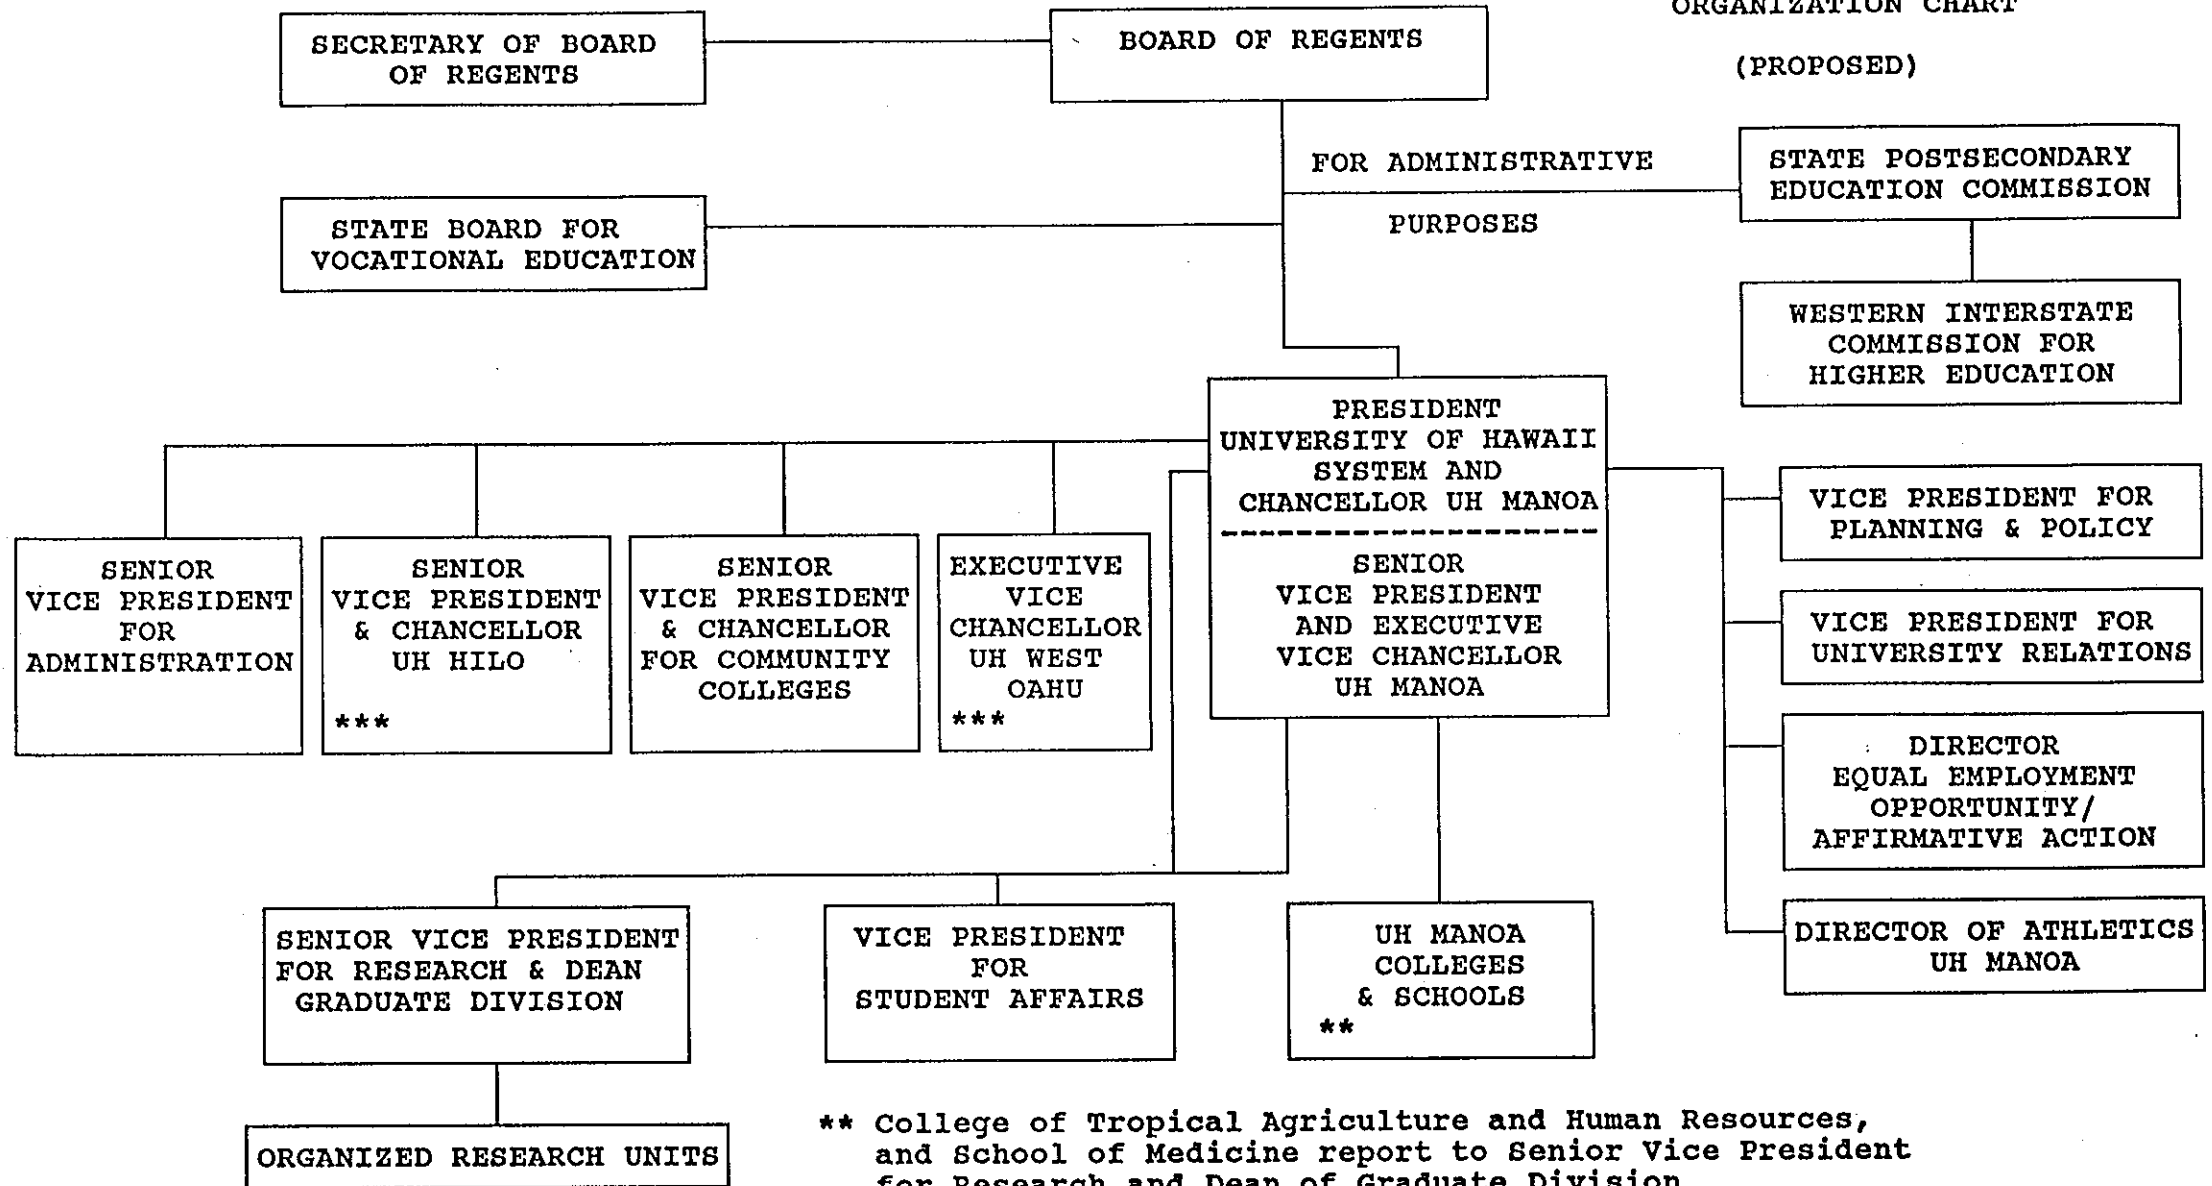 ORGANIZATION CHART
(PROPOSED)
SECRETARY OF BOARD
OF REGENTS
BOARD OF REGENTS
FOR ADMINISTRATIVE
PURPOSES
STATE POSTSECONDARY
EDUCATION COMMISSION
STATE BOARD FOR
VOCATIONAL EDUCATION
WESTERN INTERSTATE
COMMISSION FOR
HIGHER EDUCATION
PRESIDENT
UNIVERSITY OF HAWAII
SYSTEM AND
CHANCELLOR UH MANOA
SENIOR
VICE PRESIDENT
AND EXECUTIVE
VICE CHANCELLOR
UH MANOA
SENIOR
VICE PRESIDENT
FOR
ADMINISTRATION
SENIOR
VICE PRESIDENT
& CHANCELLOR
UH HILO
***
SENIOR
VICE PRESIDENT
& CHANCELLOR
FOR COMMUNITY
COLLEGES
EXECUTIVE
VICE
CHANCELLOR
UH WEST
OAHU
***
VICE PRESIDENT FOR
PLANNING & POLICY
VICE PRESIDENT FOR
UNIVERSITY RELATIONS
DIRECTOR
EQUAL EMPLOYMENT
OPPORTUNITY/
AFFIRMATIVE ACTION
DIRECTOR OF ATHLETICS
UH MANOA
SENIOR VICE PRESIDENT
FOR RESEARCH & DEAN
GRADUATE DIVISION
VICE PRESIDENT
FOR
STUDENT AFFAIRS
UH MANOA
COLLEGES
& SCHOOLS
**
ORGANIZED RESEARCH UNITS
** College of Tropical Agriculture and Human Resources,
and School of Medicine report to Senior Vice President
for Research and Dean of Graduate Division